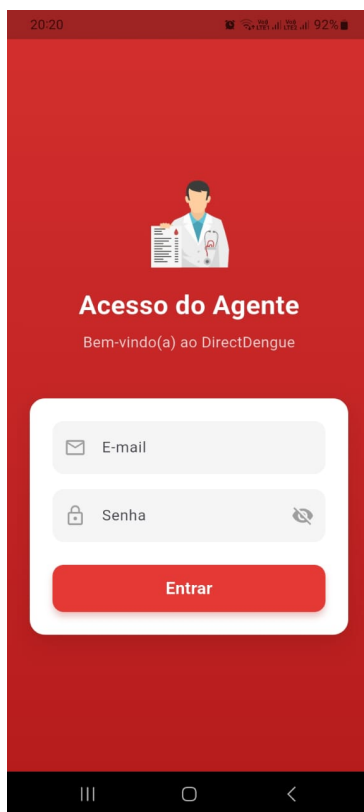 20:20
92%
Acesso do Agente
Bem-vindo(a) ao DirectDengue
E-mail
Senha
Entrar